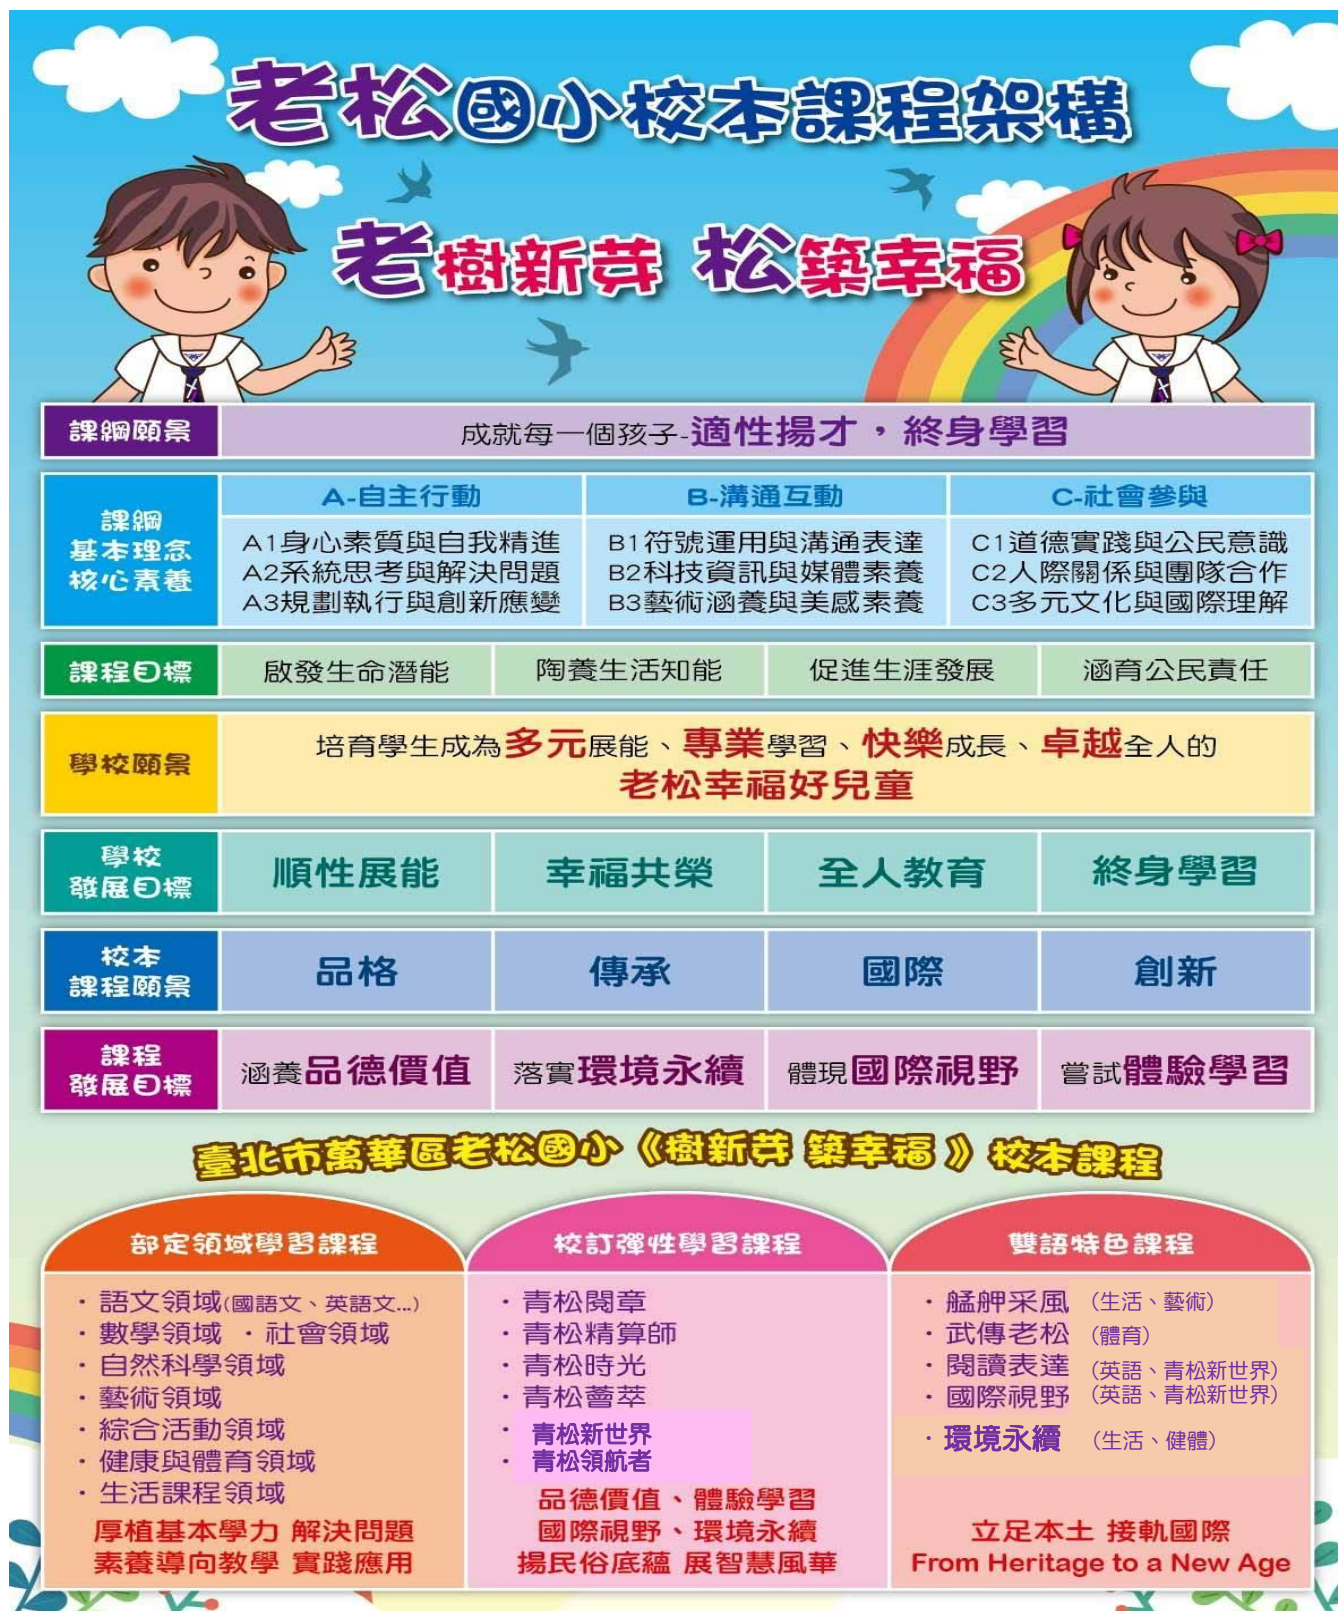 老松國小校本課程架構
老樹新芽 松築幸福
課綱願景
成就每一個孩子-適性揚才，終身學習
課綱
基本理念
核心素養
A-自主行動
A1身心素質與自我精進
A2系統思考與解決問題
A3規劃執行與創新應變
B-溝通互動
B1符號運用與溝通表達
B2科技資訊與媒體素養
B3藝術涵養與美感素養
C-社會參與
C1道德實踐與公民意識
C2人際關係與團隊合作
C3多元文化與國際理解
課程目標
啟發生命潛能
陶養生活知能
促進生涯發展
涵育公民責任
學校願景
培育學生成為多元展能、專業學習、快樂成長、卓越全人的
老松幸福好兒童
學校
發展目標
順性展能
幸福共榮
全人教育
終身學習
校本
課程願景
品格
傳承
國際
創新
課程
發展目標
涵養品德價值
落實環境永續
體現國際視野
嘗試體驗學習
臺北市萬華區老松國小《樹新芽 築幸福》校本課程
部定領域學習課程
・語文領域(國語文、英語文...)
・數學領域 ・社會領域
・自然科學領域
・藝術領域
・綜合活動領域
・健康與體育領域
・生活課程領域
厚植基本學力 解決問題
素養導向教學 實踐應用
校訂彈性學習課程
・青松閱章
・青松精算師
・青松時光
・青松薈萃
・青松新世界
・青松領航者
品德價值、體驗學習
國際視野、環境永續
揚民俗底蘊 展智慧風華
雙語特色課程
・艋舺采風（生活、藝術）
・武傳老松（體育）
・閱讀表達（英語、青松新世界）
・國際視野（英語、青松新世界）
・環境永續（生活、健體）
立足本土 接軌國際
From Heritage to a New Age